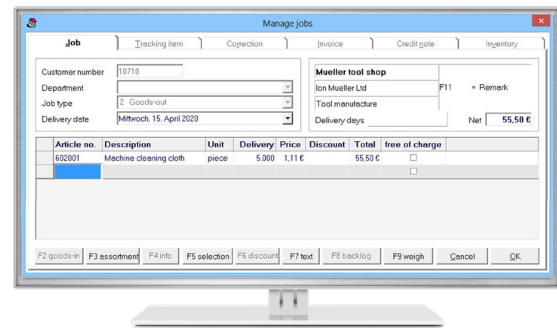 Manage jobs
Job Tracking item Correction Invoice Credit note Inventory
Customer number 10710
Department
Job type 2 Goods-out
Delivery date Mittwoch, 15. April 2020
Mueller tool shop
Ion Mueller Ltd F11 = Remark
Tool manufacture
Delivery days Net 55,50 €
Article no. Description Unit Delivery Price Discount Total free of charge
602001 Machine cleaning cloth piece 5.000 1,11 € 55,50 €
F2 goods-in F3 assortment F4 info F5 selection F6 discount F7 text F8 backlog F9 weigh Cancel OK